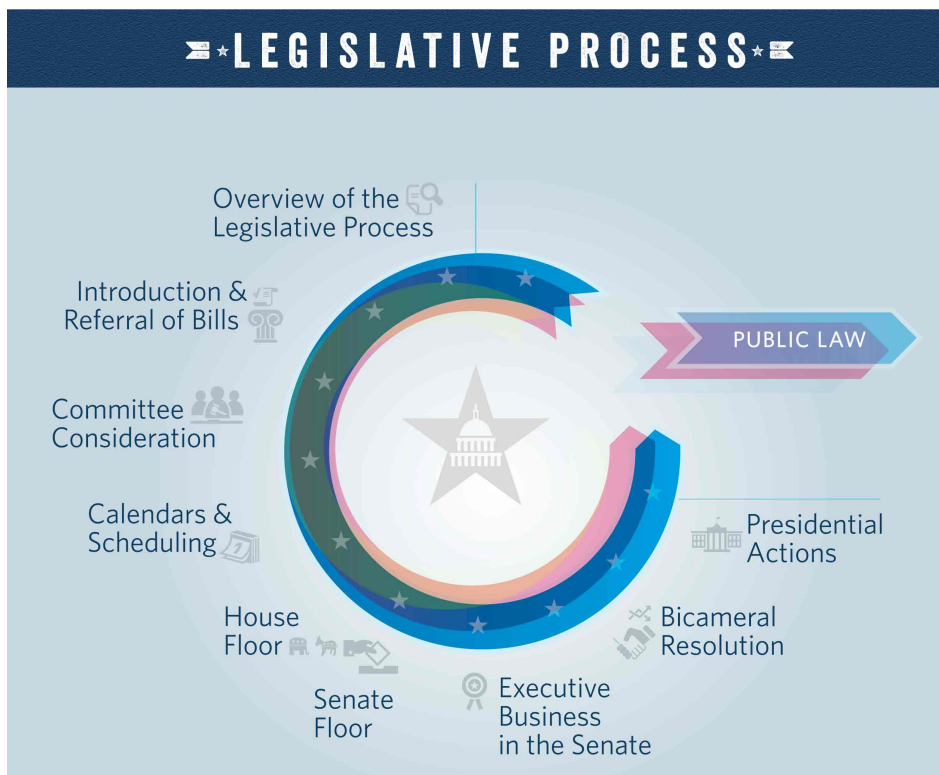 LEGISLATIVE PROCESS
Overview of the
Legislative Process
Introduction &
Referral of Bills
Committee
Consideration
Calendars &
Scheduling
House
Floor
Senate
Floor
Executive
Business
in the Senate
Bicameral
Resolution
Presidential
Actions
PUBLIC LAW